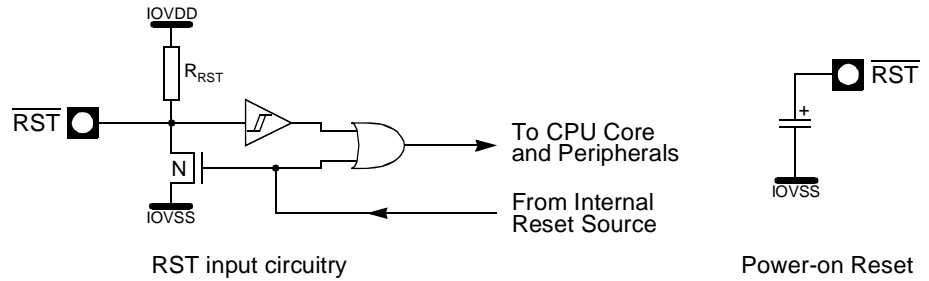 IOVDD
R_RST
RST
N
IOVSS
To CPU Core
and Peripherals
From Internal
Reset Source
RST input circuitry
RST
+
IOVSS
Power-on Reset